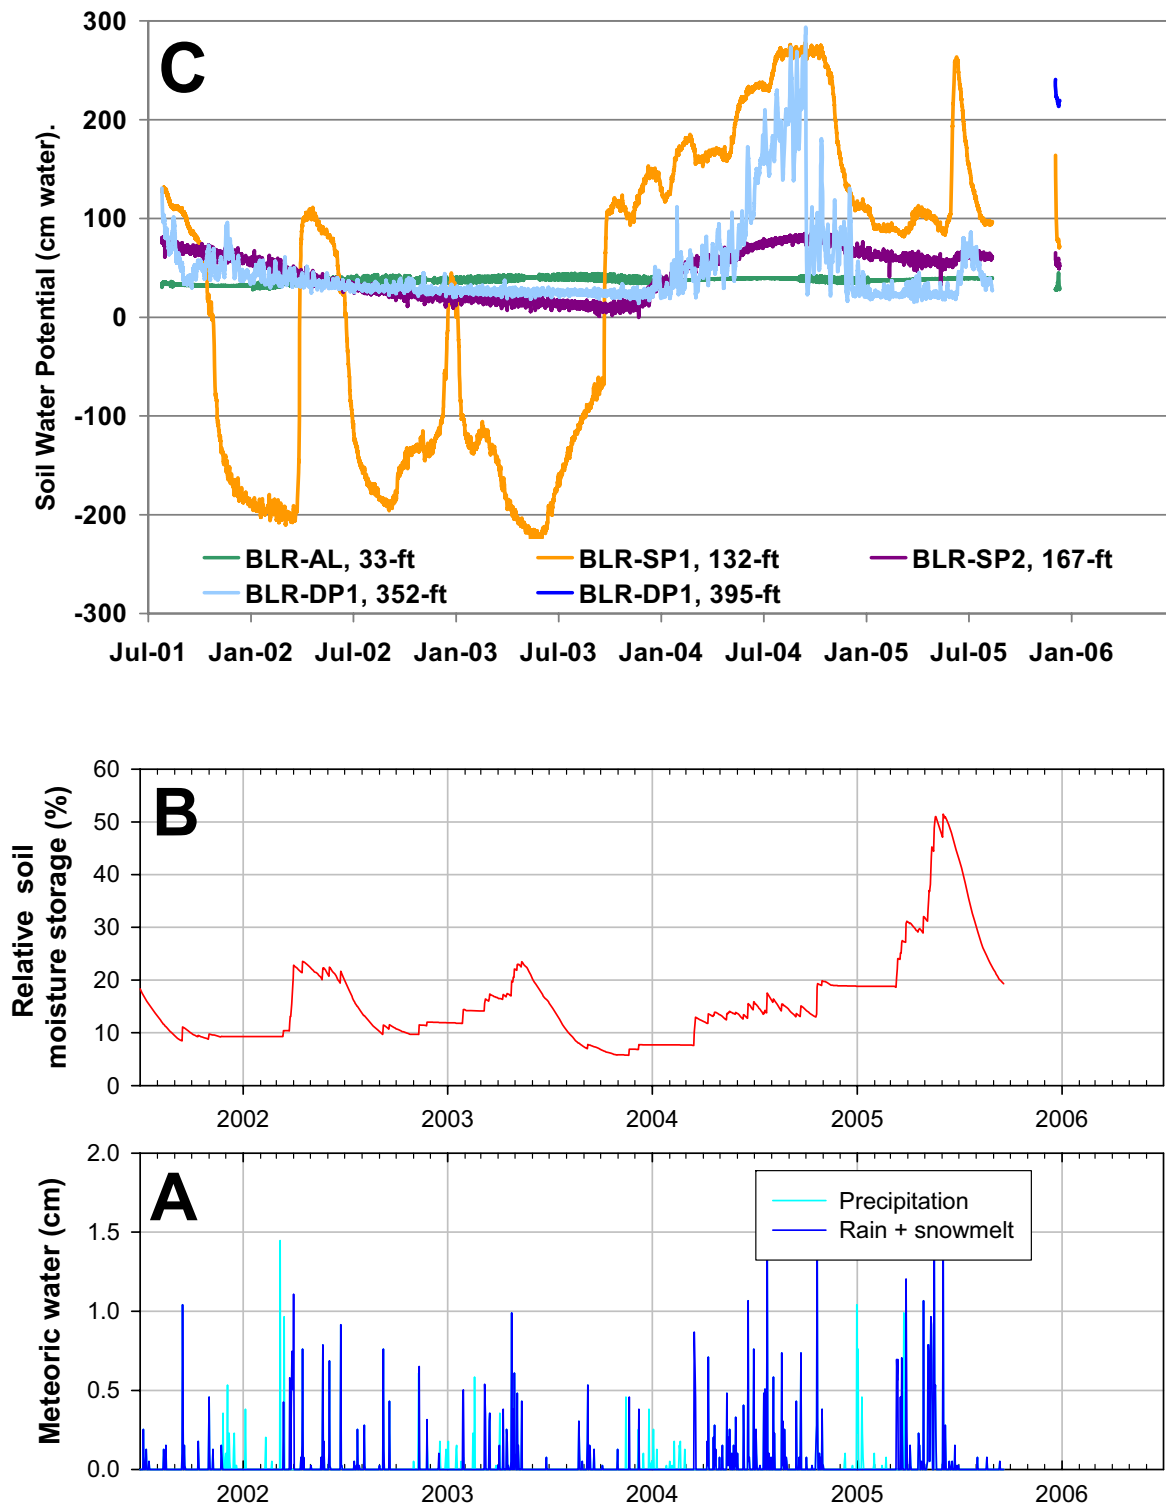 C
Soil Water Potential (cm water).
300
200
100
0
-100
-200
-300
BLR-AL, 33-ft BLR-SP1, 132-ft BLR-SP2, 167-ft
BLR-DP1, 352-ft BLR-DP1, 395-ft
Jul-01 Jan-02 Jul-02 Jan-03 Jul-03 Jan-04 Jul-04 Jan-05 Jul-05 Jan-06
B
Relative soil
moisture storage (%)
60
50
40
30
20
10
0
2002 2003 2004 2005 2006
A
Meteoric water (cm)
2.0
1.5
1.0
0.5
0.0
Precipitation
Rain + snowmelt
2002 2003 2004 2005 2006